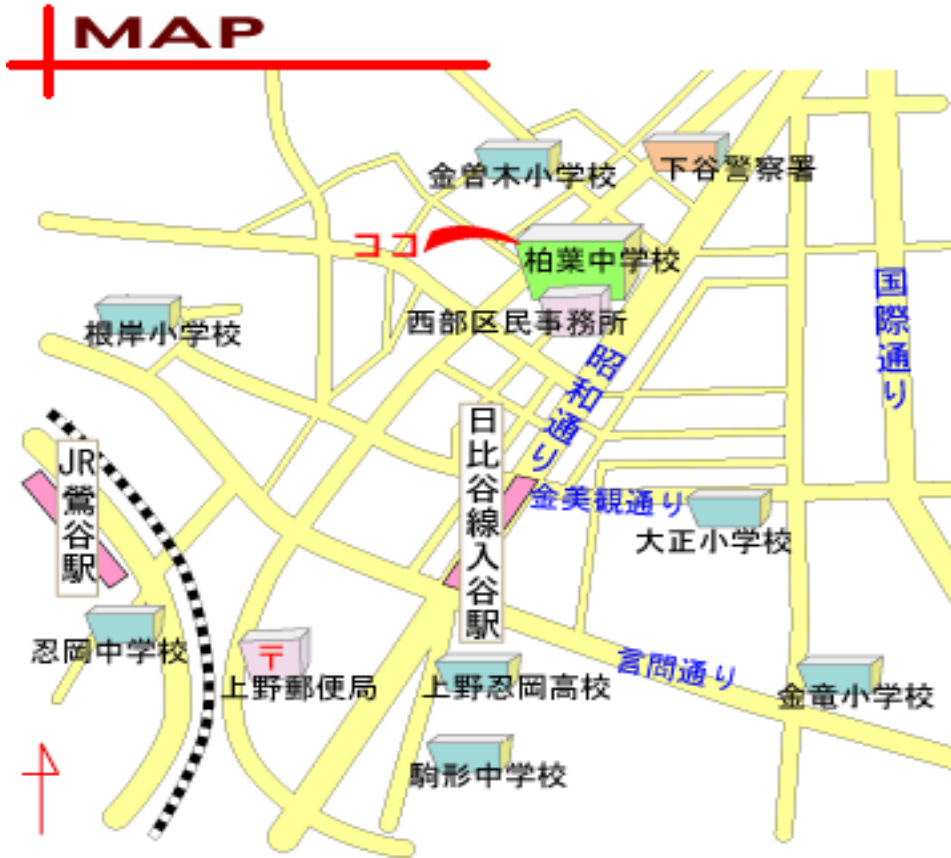 MAP
金曽木小学校
下谷警察署
ココ
柏葉中学校
西部区民事務所
根岸小学校
国際通り
昭和通り
日比谷線入谷駅
JR鶯谷駅
金美観通り
大正小学校
忍岡中学校
〒
上野郵便局
上野忍岡高校
言問通り
金竜小学校
駒形中学校